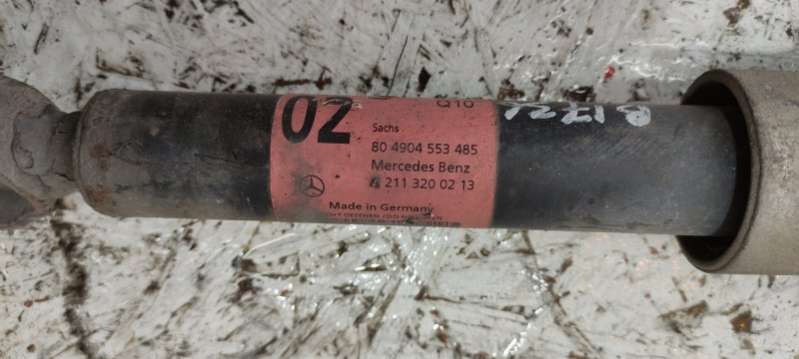 02
Q10
Sachs
80 4904 553 485
Mercedes Benz
A 211 320 02 13
Made in Germany